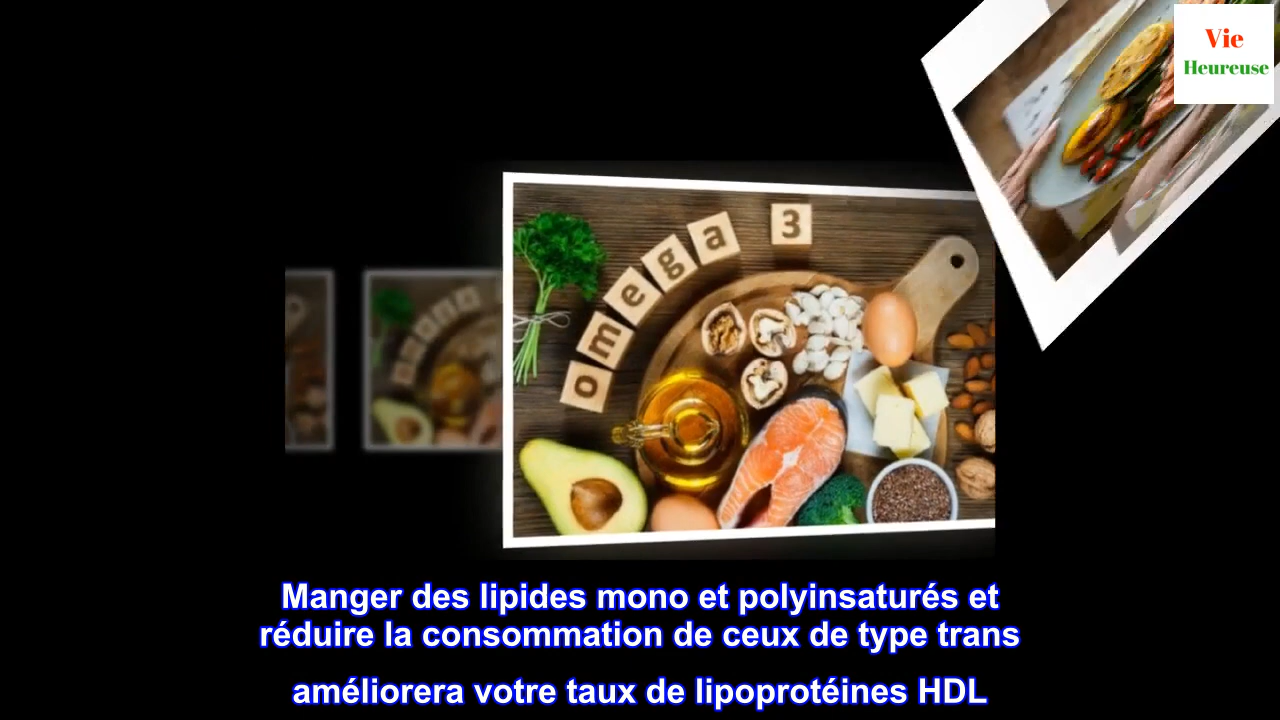 Vie
Heureuse
omega 3
Manger des lipides mono et polyinsaturés et
réduire la consommation de ceux de type trans
améliorera votre taux de lipoprotéines HDL